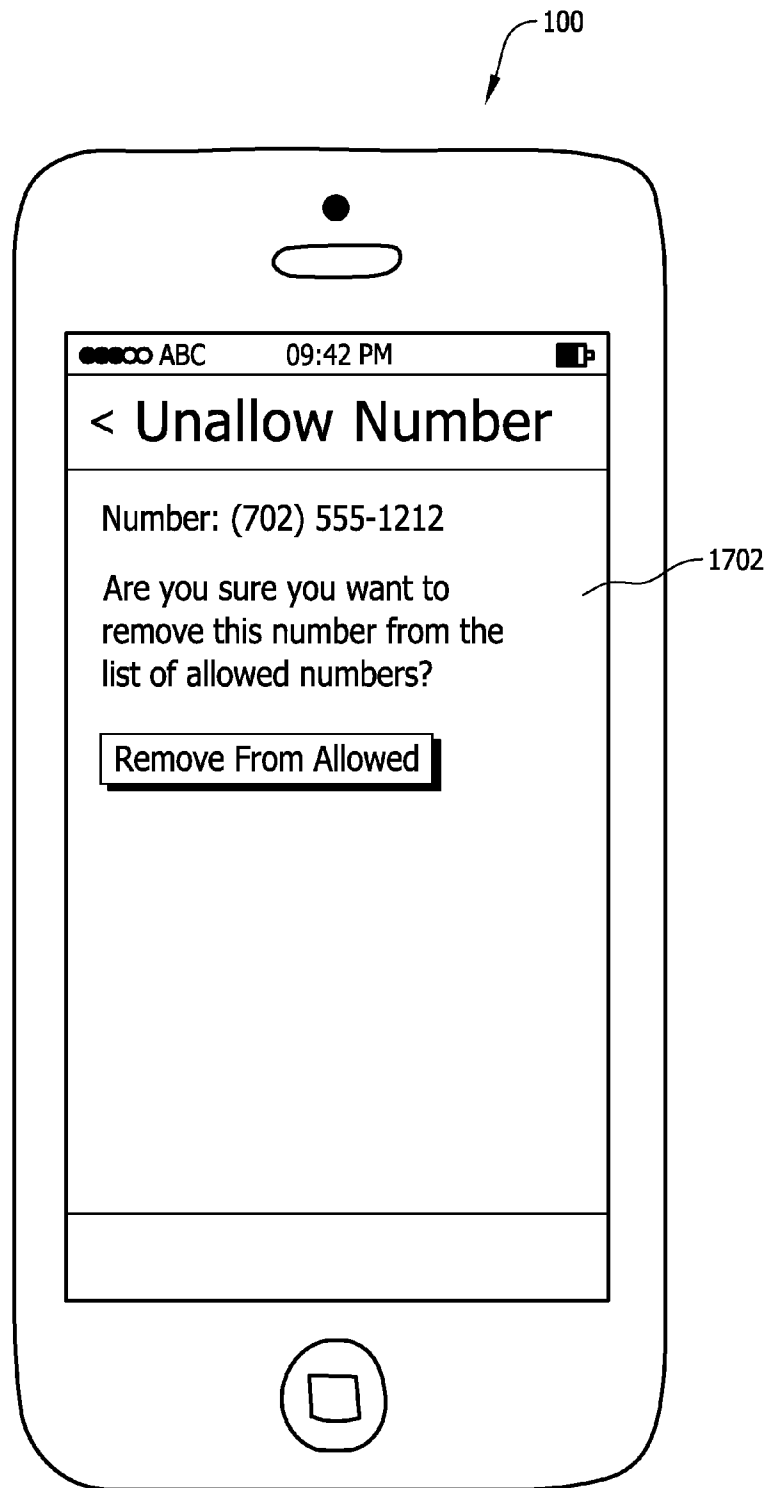 100
ABC 09:42 PM
< Unallow Number
Number: (702) 555-1212
1702
Are you sure you want to
remove this number from the
list of allowed numbers?
Remove From Allowed